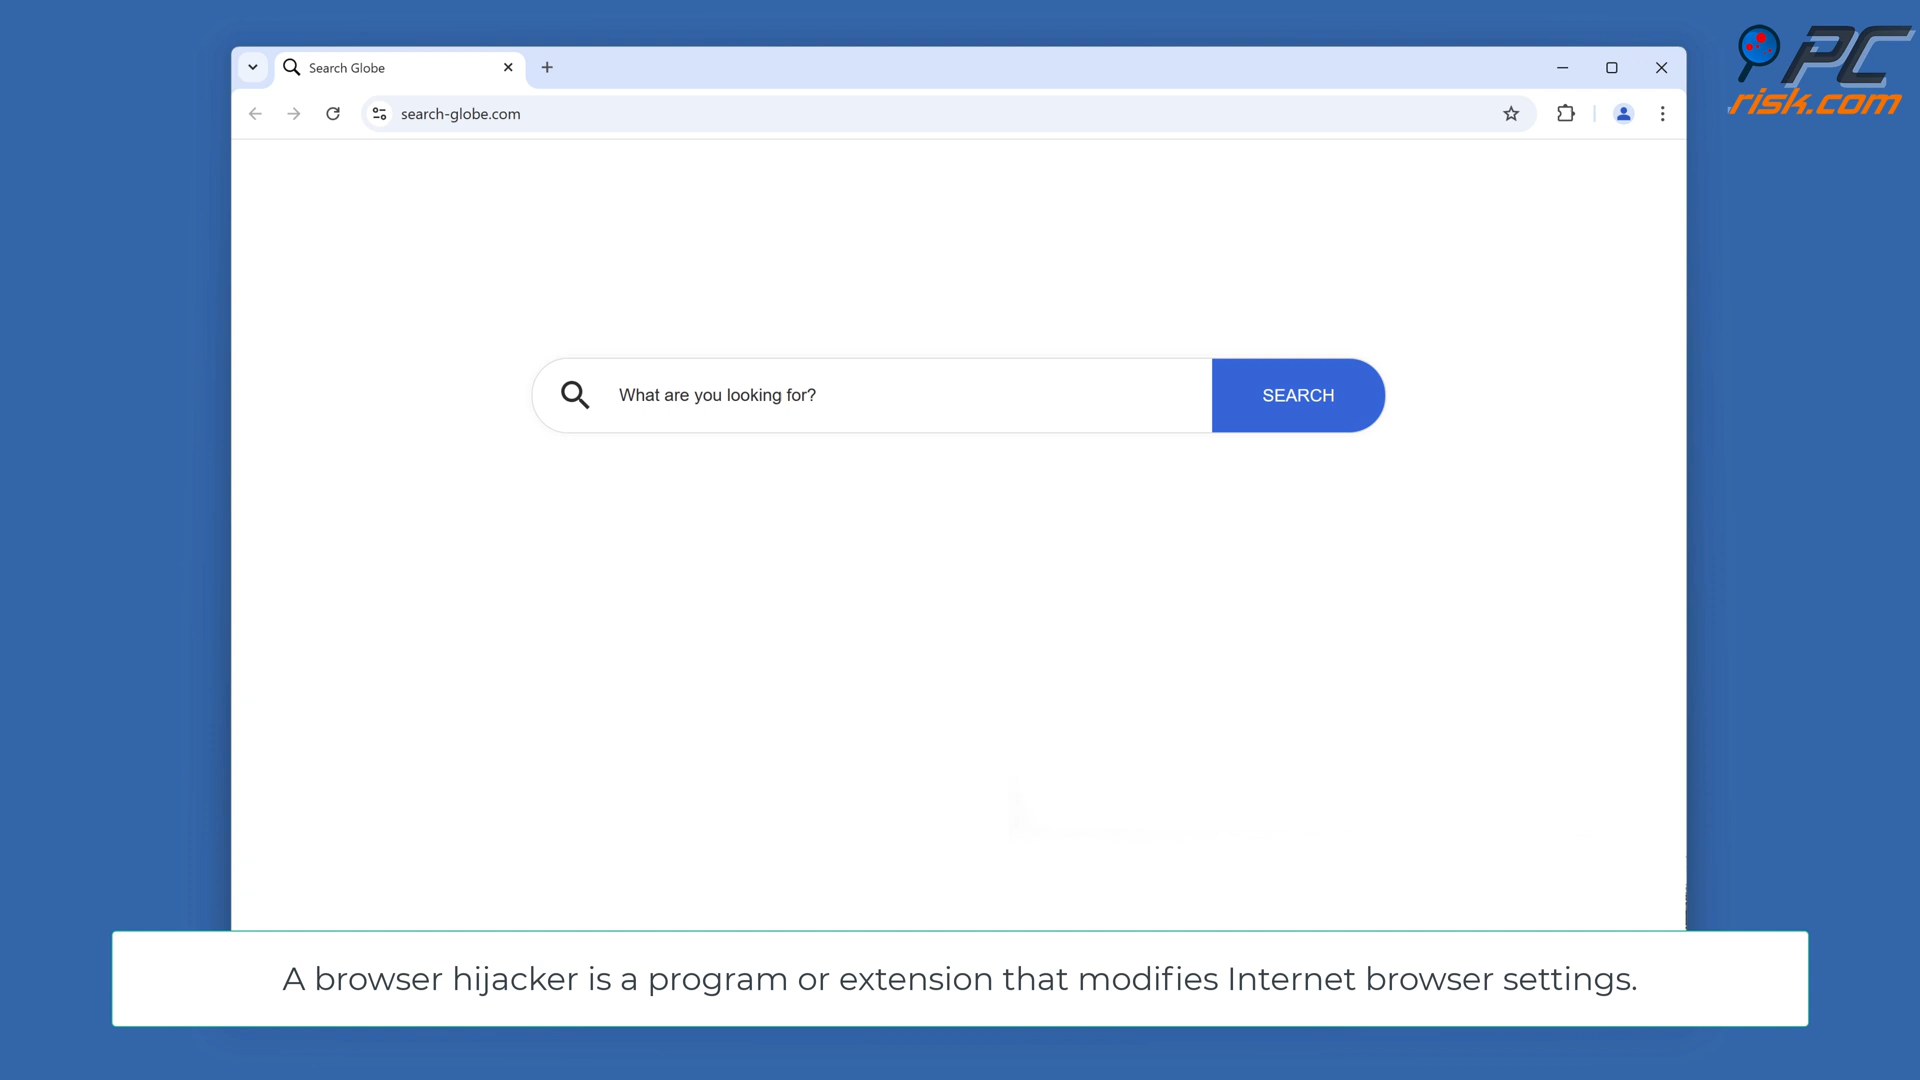 Search Globe
PC
risk.com
search-globe.com
What are you looking for?
SEARCH
A browser hijacker is a program or extension that modifies Internet browser settings.